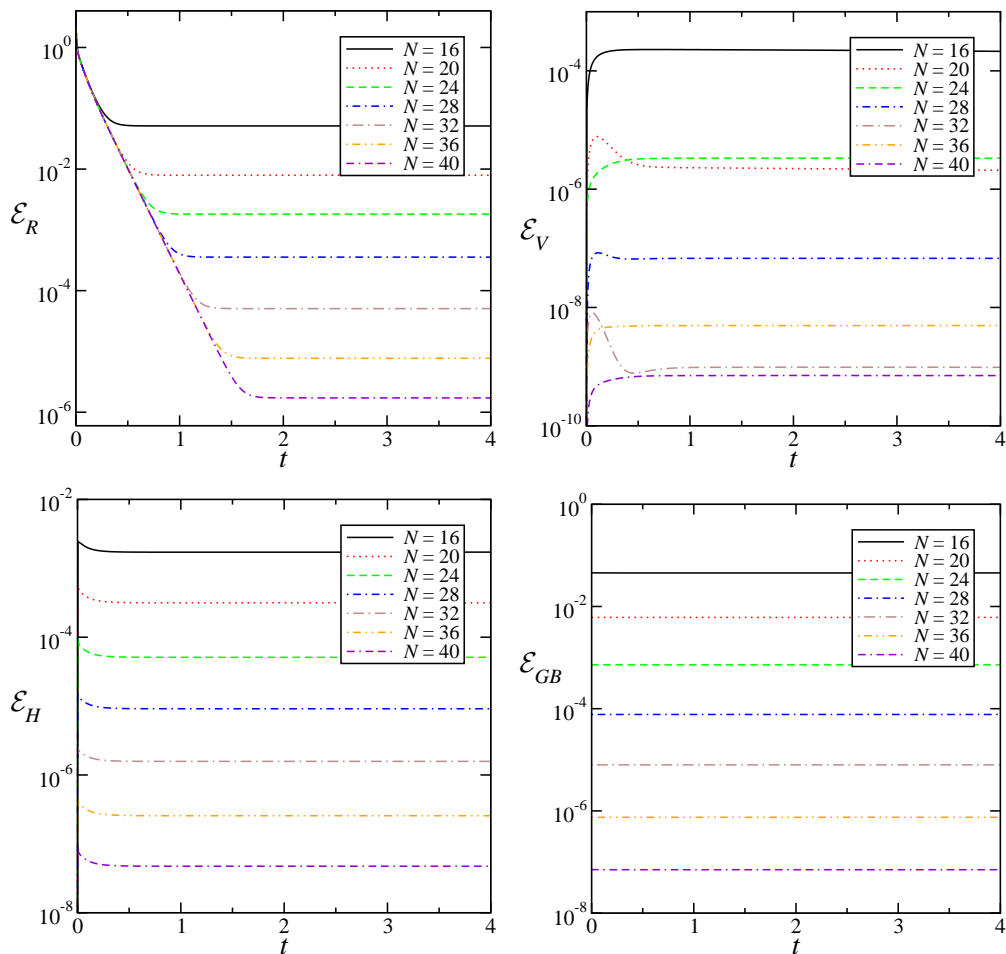 10^0
10^-2
10^-4
10^-6
ℰ_R
0 1 2 3 4
t
N = 16
N = 20
N = 24
N = 28
N = 32
N = 36
N = 40
10^-4
10^-6
10^-8
10^-10
ℰ_V
0 1 2 3 4
t
N = 16
N = 20
N = 24
N = 28
N = 32
N = 36
N = 40
10^-2
10^-4
10^-6
10^-8
ℰ_H
0 1 2 3 4
t
N = 16
N = 20
N = 24
N = 28
N = 32
N = 36
N = 40
10^0
10^-2
10^-4
10^-6
10^-8
ℰ_GB
0 1 2 3 4
t
N = 16
N = 20
N = 24
N = 28
N = 32
N = 36
N = 40